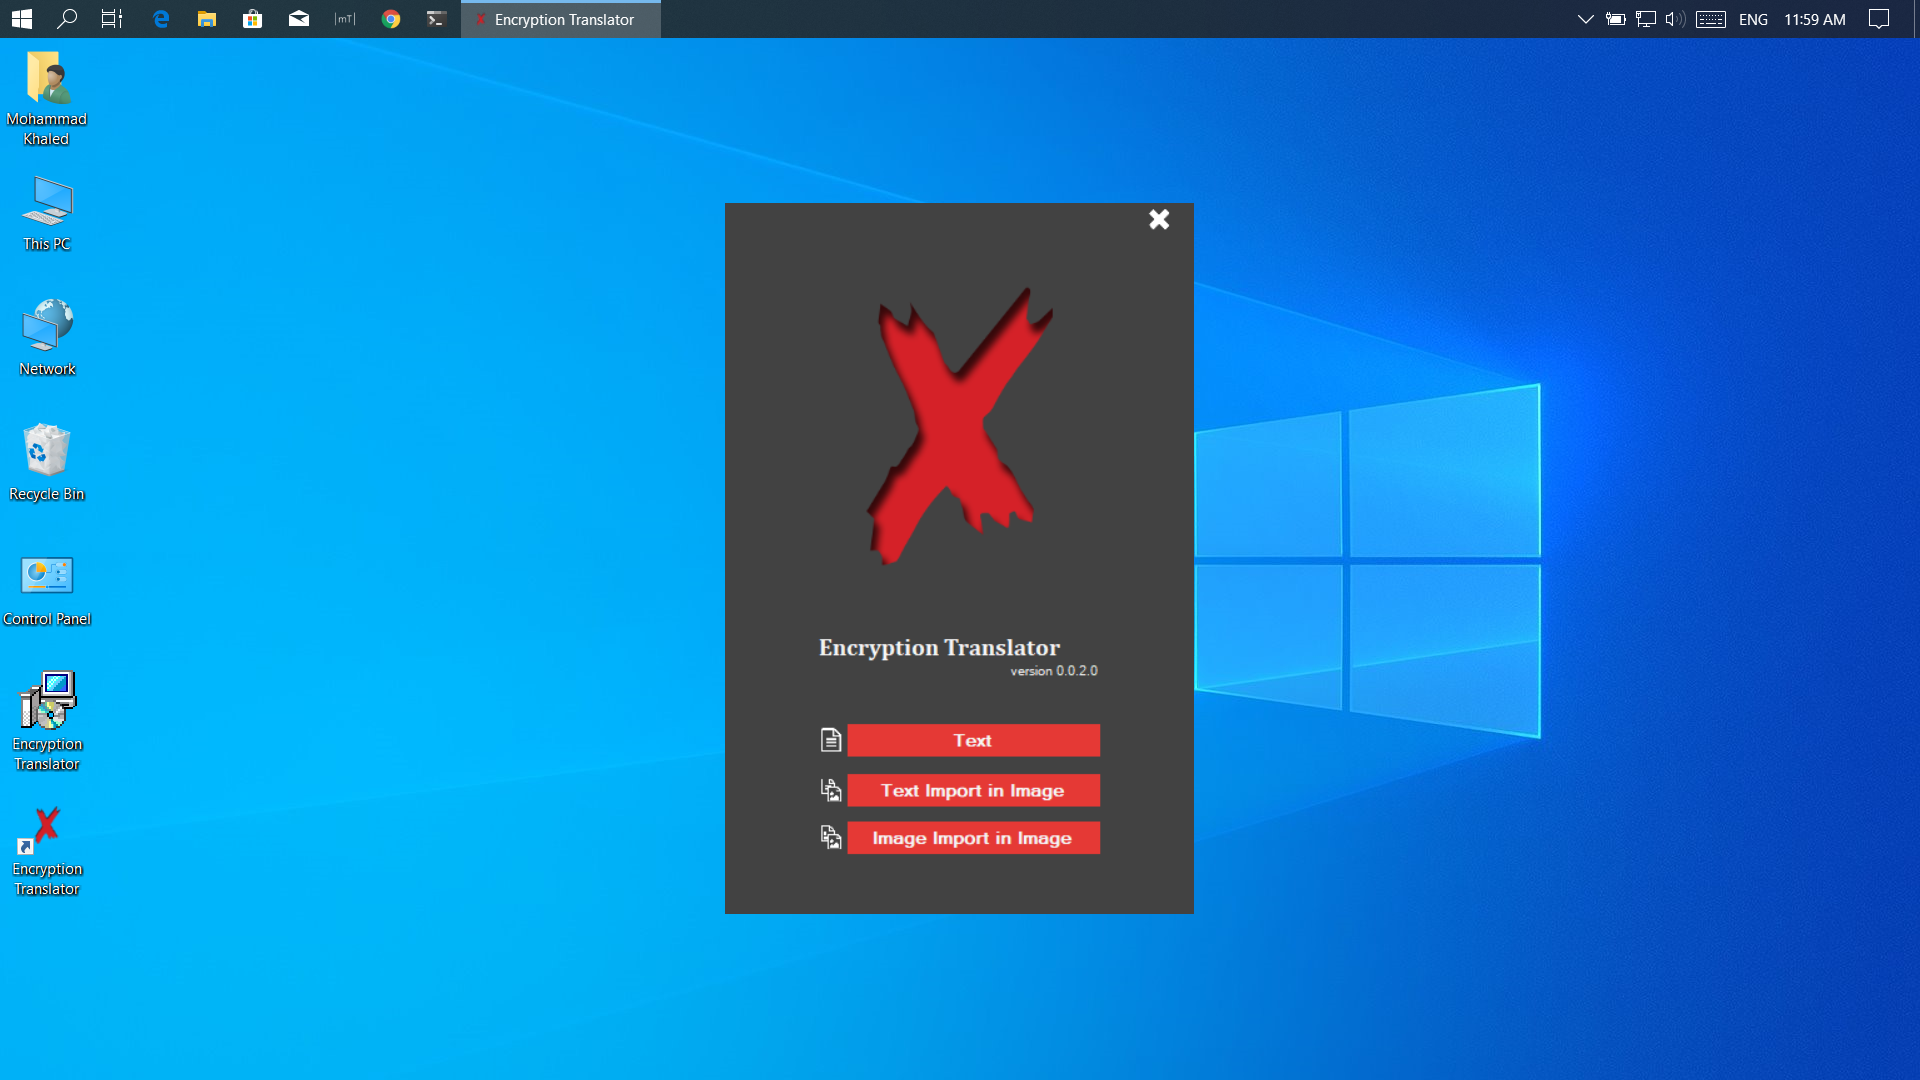 |mT|
Encryption Translator
ENG
11:59 AM
Mohammad
Khaled
This PC
Network
Recycle Bin
Control Panel
Encryption
Translator
Encryption
Translator
Encryption Translator
version 0.0.2.0
Text
Text Import in Image
Image Import in Image